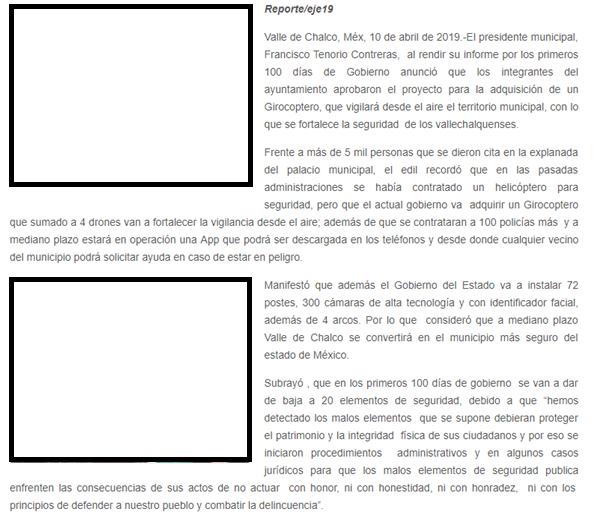 Reporte/eje19
Valle de Chalco, Méx, 10 de abril de 2019.-El presidente municipal,
Francisco Tenorio Contreras, al rendir su informe por los primeros
100 días de Gobierno anunció que los integrantes del
ayuntamiento aprobaron el proyecto para la adquisición de un
Girocoptero, que vigilará desde el aire el territorio municipal, con lo
que se fortalece la seguridad de los vallechalquenses.
Frente a más de 5 mil personas que se dieron cita en la explanada
del palacio municipal, el edil recordó que en las pasadas
administraciones se había contratado un helicóptero para
seguridad, pero que el actual gobierno va adquirir un Girocoptero
que sumado a 4 drones van a fortalecer la vigilancia desde el aire; además de que se contrataran a 100 policías más y a
mediano plazo estará en operación una App que podrá ser descargada en los teléfonos y desde donde cualquier vecino
del municipio podrá solicitar ayuda en caso de estar en peligro.
Manifestó que además el Gobierno del Estado va a instalar 72
postes, 300 cámaras de alta tecnología y con identificador facial,
además de 4 arcos. Por lo que consideró que a mediano plazo
Valle de Chalco se convertirá en el municipio más seguro del
estado de México.
Subrayó , que en los primeros 100 días de gobierno se van a dar
de baja a 20 elementos de seguridad, debido a que “hemos
detectado los malos elementos que se supone debieran proteger
el patrimonio y la integridad física de sus ciudadanos y por eso se
iniciaron procedimientos administrativos y en algunos casos
jurídicos para que los malos elementos de seguridad publica
enfrenten las consecuencias de sus actos de no actuar con honor, ni con honestidad, ni con honradez, ni con los
principios de defender a nuestro pueblo y combatir la delincuencia”.